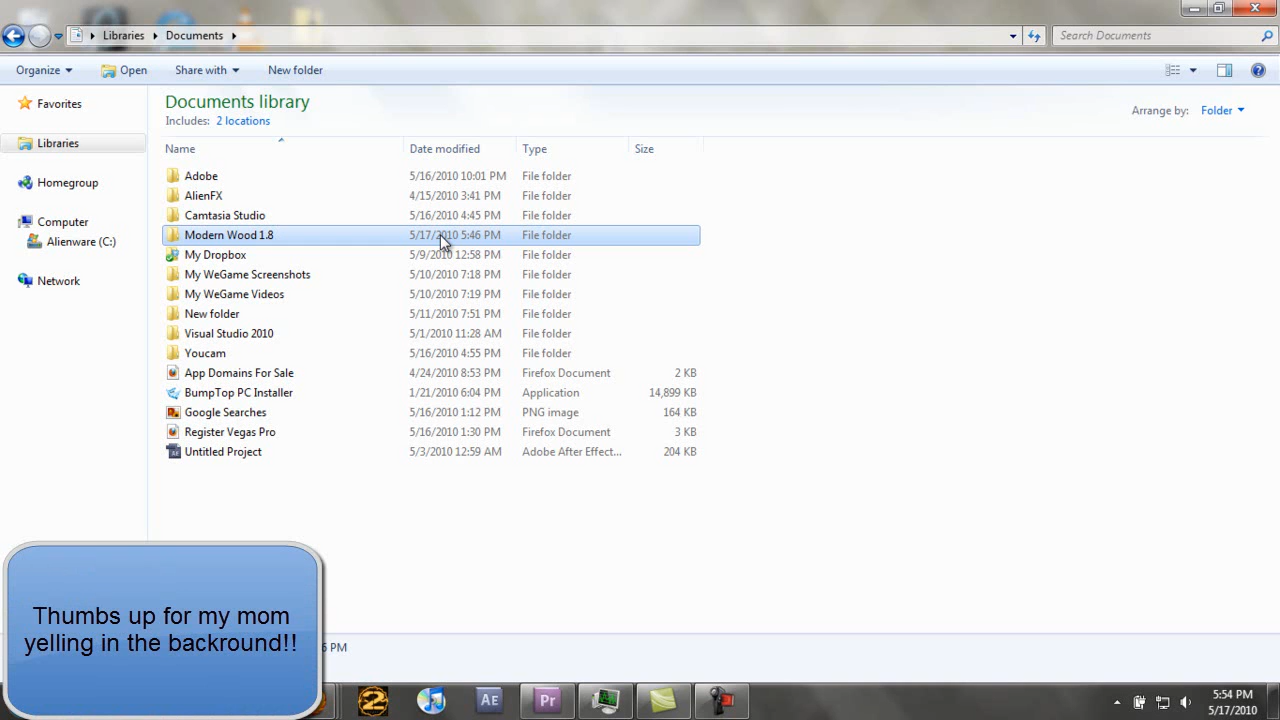 Libraries Documents
Search Documents
Organize Open Share with New folder
Favorites
Libraries
Homegroup
Computer
Alienware (C:)
Network
Documents library
Includes: 2 locations
Arrange by: Folder
Name Date modified Type Size
Adobe 5/16/2010 10:01 PM File folder
AlienFX 4/15/2010 3:41 PM File folder
Camtasia Studio 5/16/2010 4:45 PM File folder
Modern Wood 1.8 5/17/2010 5:46 PM File folder
My Dropbox 5/9/2010 12:58 PM File folder
My WeGame Screenshots 5/10/2010 7:18 PM File folder
My WeGame Videos 5/10/2010 7:19 PM File folder
New folder 5/11/2010 7:51 PM File folder
Visual Studio 2010 5/1/2010 11:28 AM File folder
Youcam 5/16/2010 4:55 PM File folder
App Domains For Sale 4/24/2010 8:53 PM Firefox Document 2 KB
BumpTop PC Installer 1/21/2010 6:04 PM Application 14,899 KB
Google Searches 5/16/2010 1:12 PM PNG image 164 KB
Register Vegas Pro 5/16/2010 1:30 PM Firefox Document 3 KB
Untitled Project 5/3/2010 12:59 AM Adobe After Effect... 204 KB
Thumbs up for my mom
yelling in the backround!!
6 PM
2 AE Pr
5:54 PM
5/17/2010